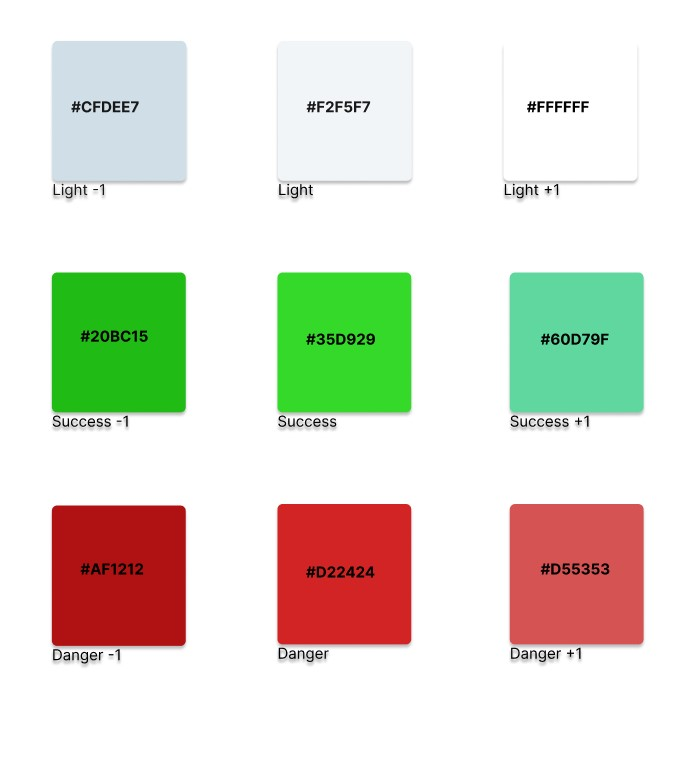 #CFDEE7
#F2F5F7
#FFFFFF
Light -1
Light
Light +1
#20BC15
#35D929
#60D79F
Success -1
Success
Success +1
#AF1212
#D22424
#D55353
Danger -1
Danger
Danger +1